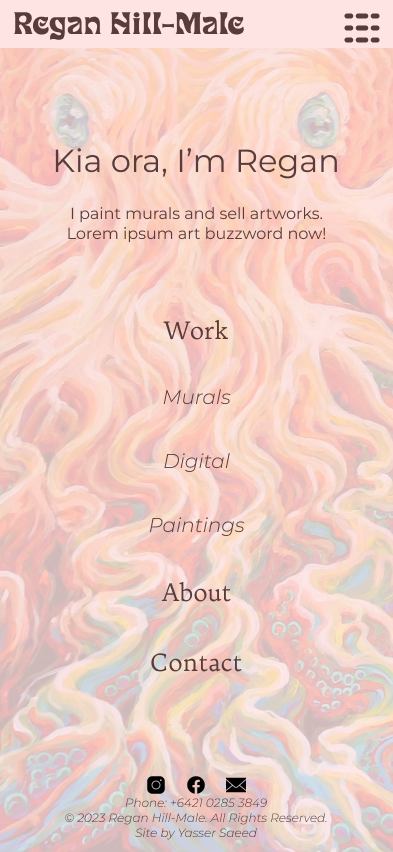 Regan Hill-Male
Kia ora, I’m Regan
I paint murals and sell artworks.
Lorem ipsum art buzzword now!
Work
Murals
Digital
Paintings
About
Contact
Phone: +6421 0285 3849
© 2023 Regan Hill-Male. All Rights Reserved.
Site by Yasser Saeed